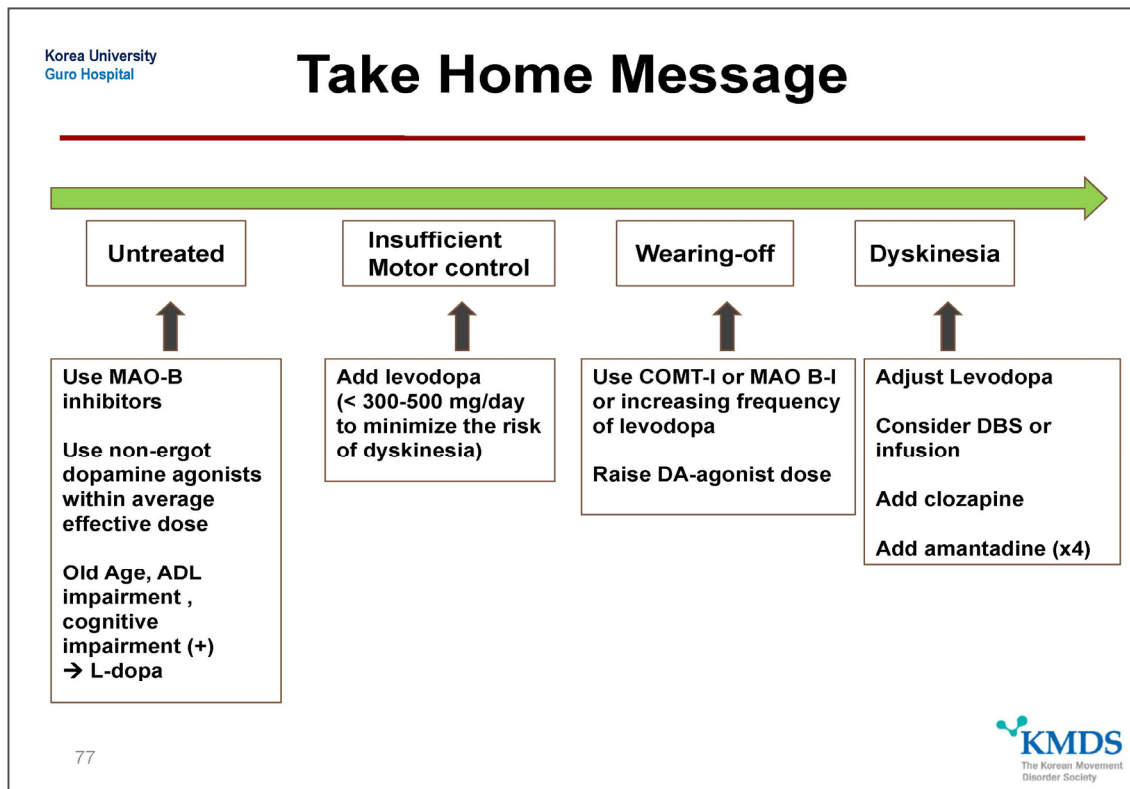 Korea University
Guro Hospital
Take Home Message
Untreated
Insufficient
Motor control
Wearing-off
Dyskinesia
Use MAO-B
inhibitors
Use non-ergot
dopamine agonists
within average
effective dose
Old Age, ADL
impairment ,
cognitive
impairment (+)
→ L-dopa
Add levodopa
(< 300-500 mg/day
to minimize the risk
of dyskinesia)
Use COMT-I or MAO B-I
or increasing frequency
of levodopa
Raise DA-agonist dose
Adjust Levodopa
Consider DBS or
infusion
Add clozapine
Add amantadine (x4)
77
KMDS
The Korean Movement
Disorder Society